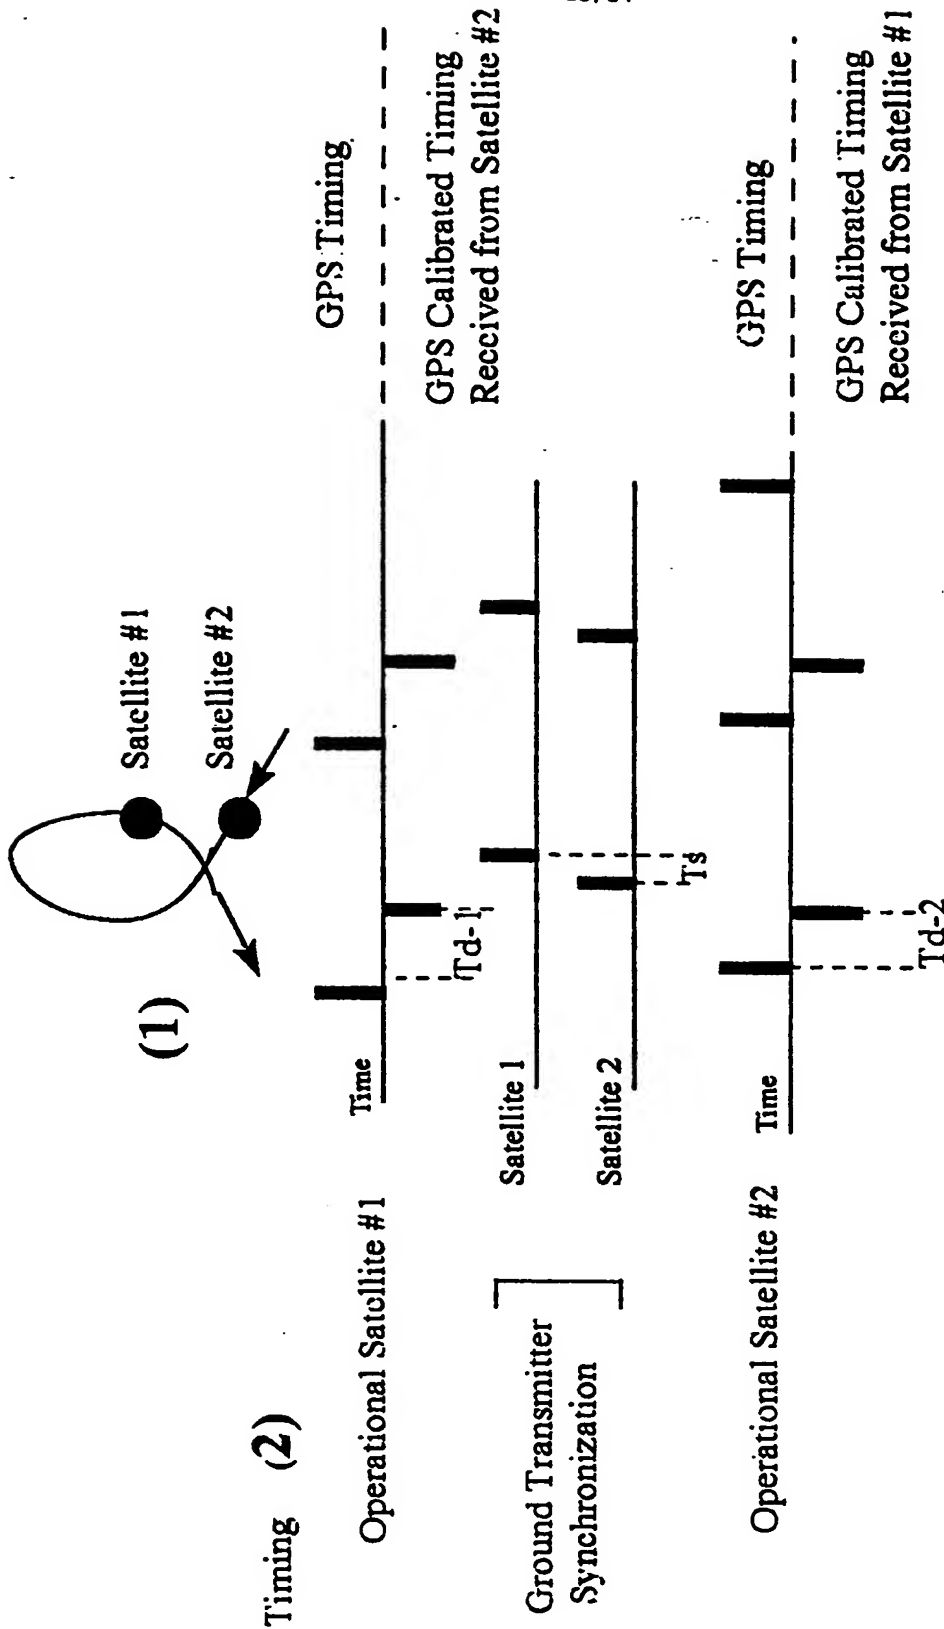 (1)
Satellite #1
Satellite #2
Timing (2)
Operational Satellite #1
Time
GPS Timing
GPS Calibrated Timing
Received from Satellite #2
Td-1
Ground Transmitter
Synchronization
Satellite 1
Satellite 2
Ts
Operational Satellite #2
Time
GPS Timing
GPS Calibrated Timing
Received from Satellite #1
Td-2